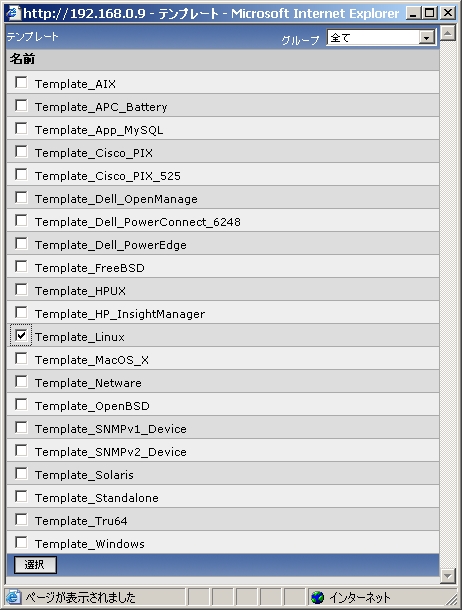 http://192.168.0.9 - テンプレート - Microsoft Internet Explorer
テンプレート グループ 全て
名前
Template_AIX
Template_APC_Battery
Template_App_MySQL
Template_Cisco_PIX
Template_Cisco_PIX_525
Template_Dell_OpenManage
Template_Dell_PowerConnect_6248
Template_Dell_PowerEdge
Template_FreeBSD
Template_HPUX
Template_HP_InsightManager
Template_Linux
Template_MacOS_X
Template_Netware
Template_OpenBSD
Template_SNMPv1_Device
Template_SNMPv2_Device
Template_Solaris
Template_Standalone
Template_Tru64
Template_Windows
選択
ページが表示されました インターネット